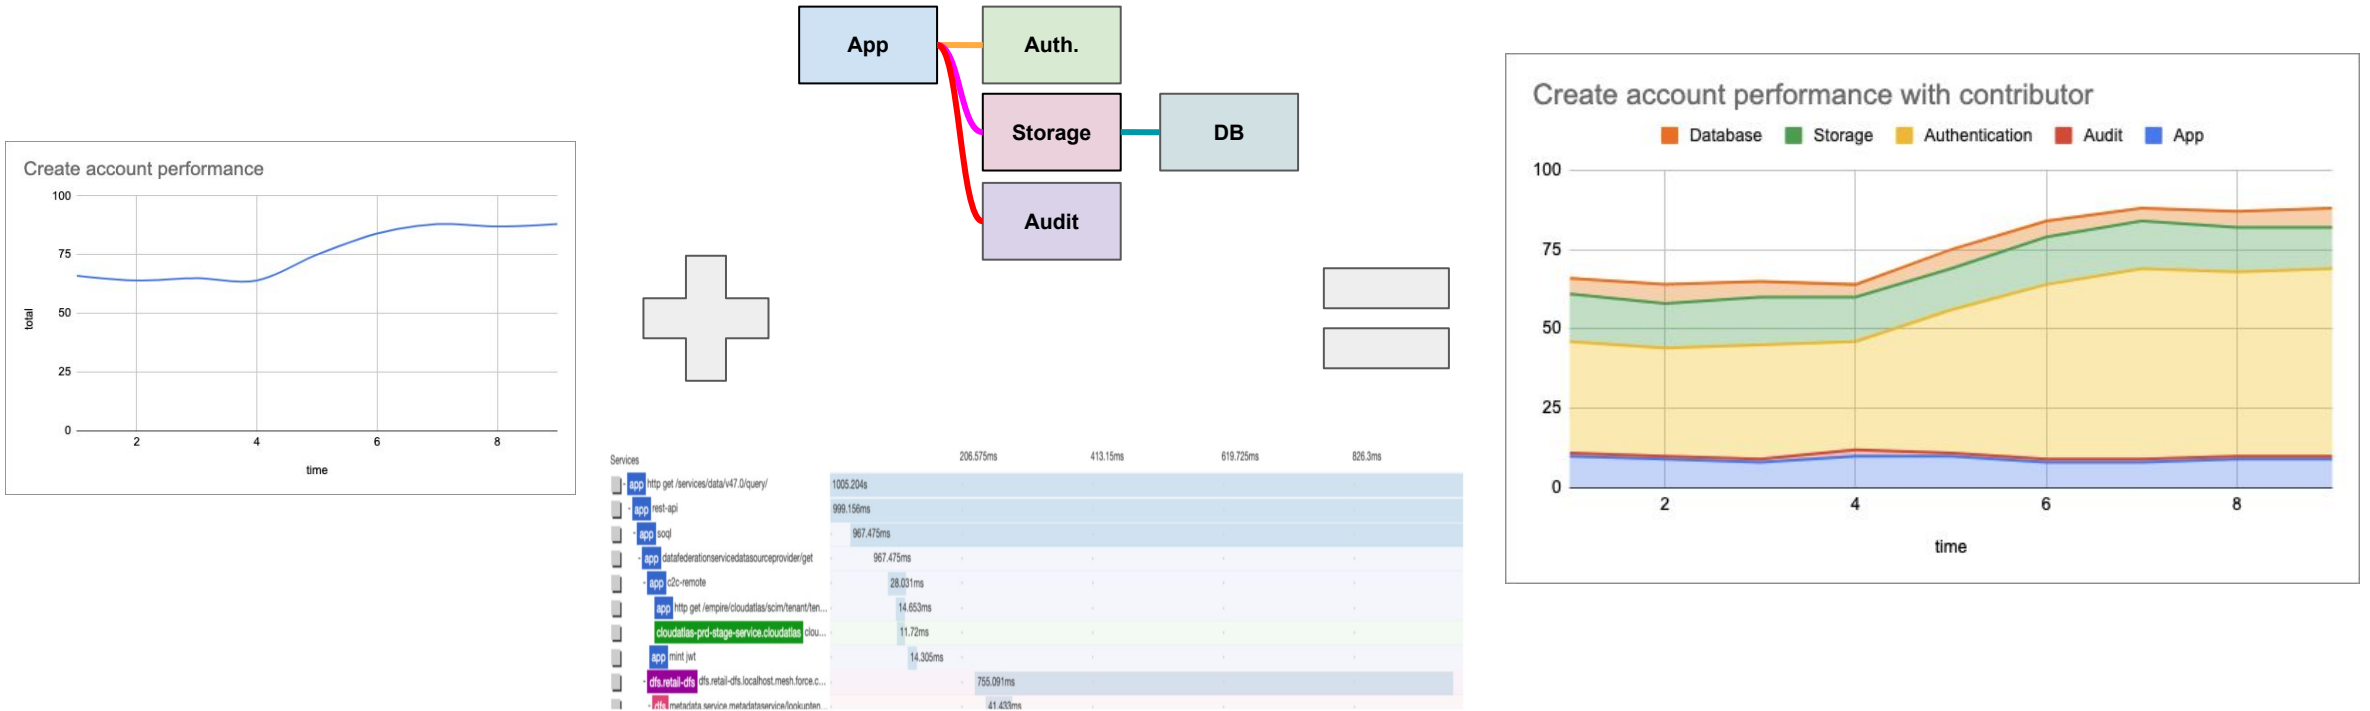 Create account performance
100
75
50
25
0
total
2 4 6 8
time
App
Auth.
Storage
DB
Audit
Services
206.575ms 413.15ms 619.725ms 826.3ms
- app http get /services/data/v47.0/query/ 1005.204s
- app rest-api 999.156ms
- app soql 967.475ms
- app datafederationservicedatasourceprovider/get 967.475ms
- app c2c-remote 28.031ms
app http get /empire/cloudatlas/scim/tenant/ten... 14.653ms
cloudatlas-prd-stage-service.cloudatlas clou... 11.72ms
app mint jwt 14.305ms
- dfs.retail-dfs dfs.retail-dfs.localhost.mesh.force.c... 755.091ms
- dfs metadata.service.metadataservice/lookupten... 41.433ms
Create account performance with contributor
Database Storage Authentication Audit App
100
75
50
25
0
2 4 6 8
time